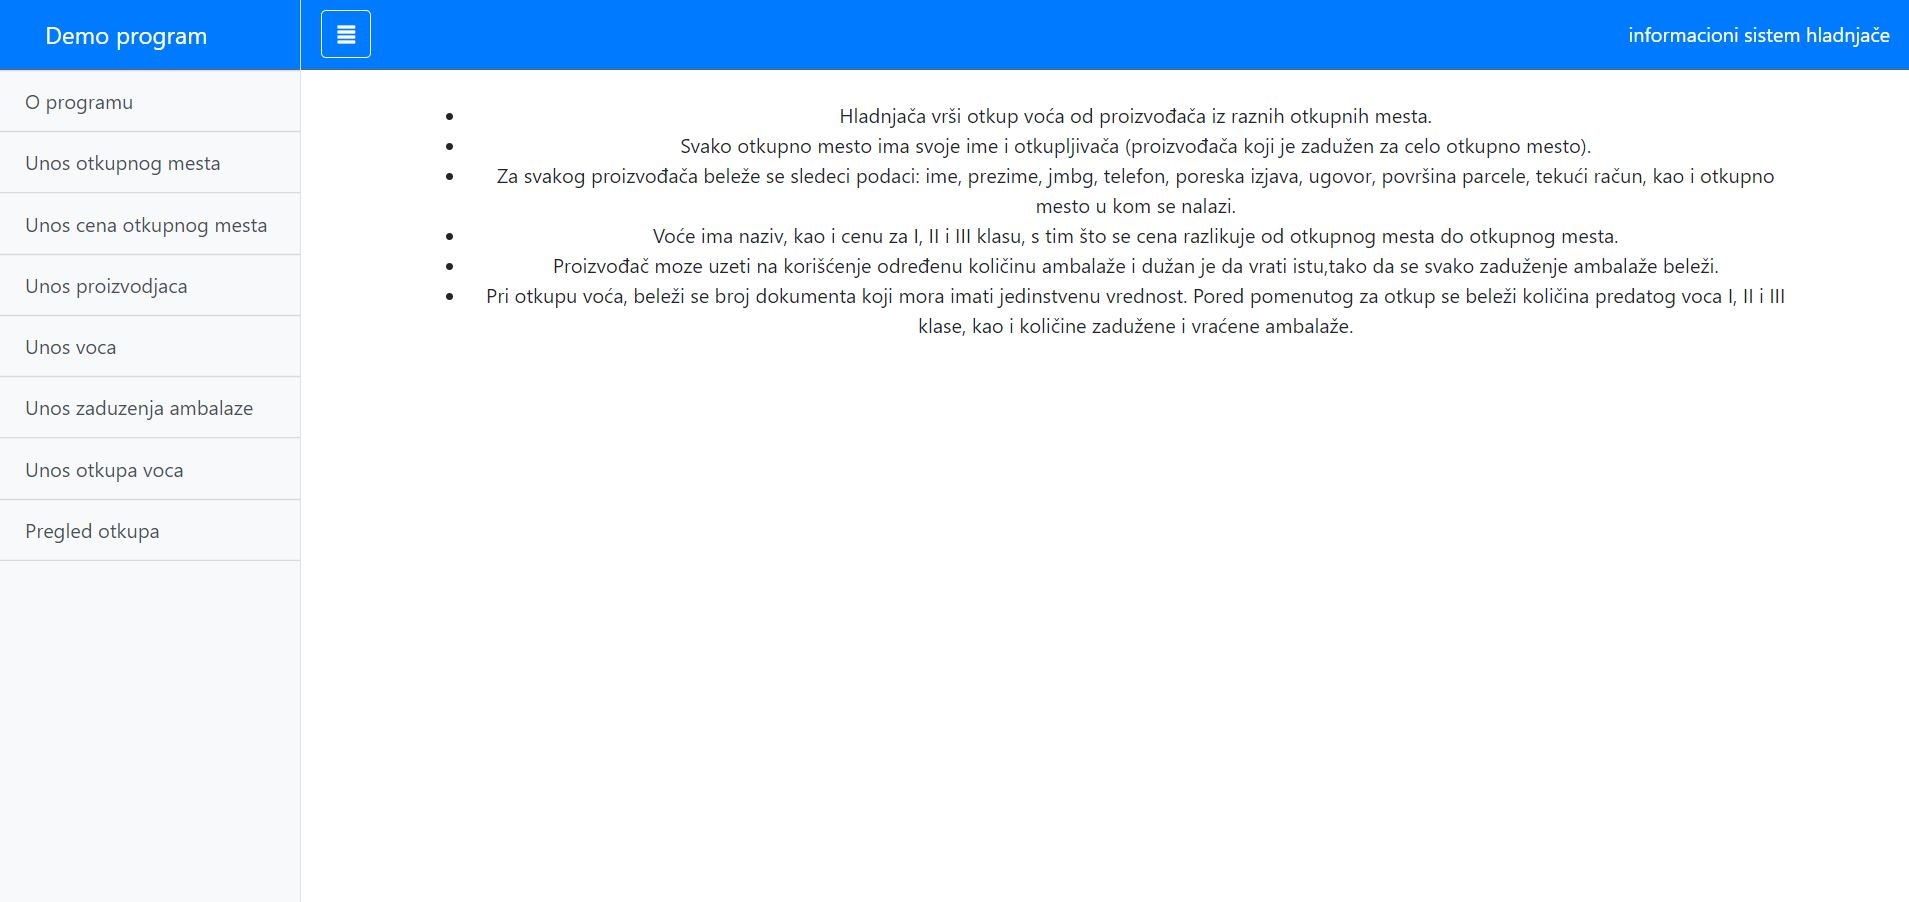 Demo program
informacioni sistem hladnjače
O programu
Unos otkupnog mesta
Unos cena otkupnog mesta
Unos proizvodjaca
Unos voca
Unos zaduzenja ambalaze
Unos otkupa voca
Pregled otkupa
Hladnjača vrši otkup voća od proizvođača iz raznih otkupnih mesta.
Svako otkupno mesto ima svoje ime i otkupljivača (proizvođača koji je zadužen za celo otkupno mesto).
Za svakog proizvođača beleže se sledeci podaci: ime, prezime, jmbg, telefon, poreska izjava, ugovor, površina parcele, tekući račun, kao i otkupno
mesto u kom se nalazi.
Voće ima naziv, kao i cenu za I, II i III klasu, s tim što se cena razlikuje od otkupnog mesta do otkupnog mesta.
Proizvođač moze uzeti na korišćenje određenu količinu ambalaže i dužan je da vrati istu,tako da se svako zaduženje ambalaže beleži.
Pri otkupu voća, beleži se broj dokumenta koji mora imati jedinstvenu vrednost. Pored pomenutog za otkup se beleži količina predatog voca I, II i III
klase, kao i količine zadužene i vraćene ambalaže.